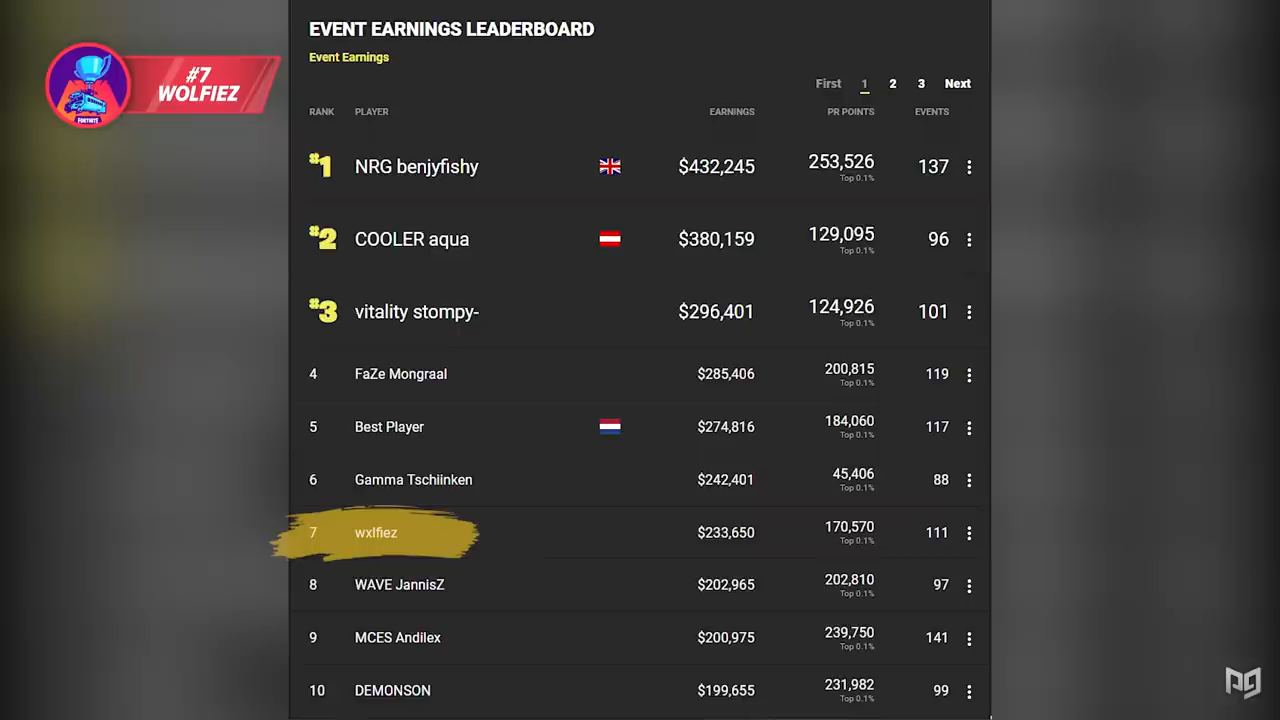 EVENT EARNINGS LEADERBOARD
Event Earnings
#7
WOLFIEZ
FORTNITE
First 1 2 3 Next
RANK PLAYER EARNINGS PR POINTS EVENTS
#1 NRG benjyfishy $432,245 253,526 137
Top 0.1%
#2 COOLER aqua $380,159 129,095 96
Top 0.1%
#3 vitality stompy- $296,401 124,926 101
Top 0.1%
4 FaZe Mongraal $285,406 200,815 119
Top 0.1%
5 Best Player $274,816 184,060 117
Top 0.1%
6 Gamma Tschiinken $242,401 45,406 88
Top 0.1%
7 wxlfiez $233,650 170,570 111
Top 0.1%
8 WAVE JannisZ $202,965 202,810 97
Top 0.1%
9 MCES Andilex $200,975 239,750 141
Top 0.1%
10 DEMONSON $199,655 231,982 99
Top 0.1%
PG